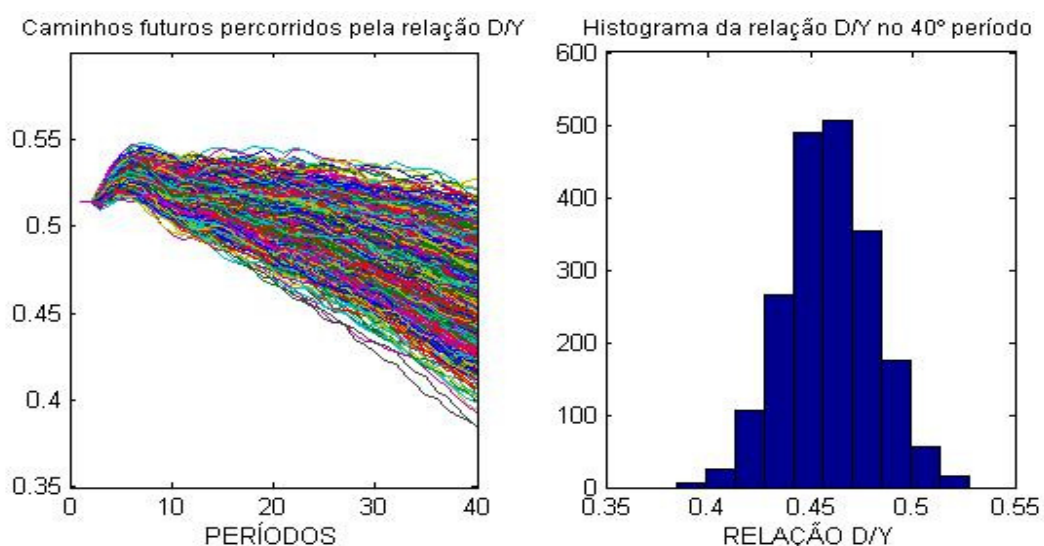 Caminhos futuros percorridos pela relação D/Y
0.55
0.5
0.45
0.4
0.35
0 10 20 30 40
PERÍODOS
Histograma da relação D/Y no 40º período
600
500
400
300
200
100
0
0.35 0.4 0.45 0.5 0.55
RELAÇÃO D/Y